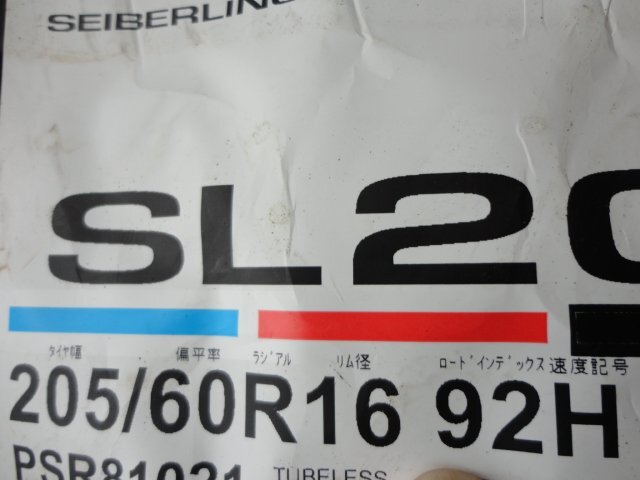 SEIBERLING
SL20
タイヤ幅 偏平率 ラジアル リム径 ロードインデックス 速度記号
205/60R16 92H
PSR81021 TUBELESS